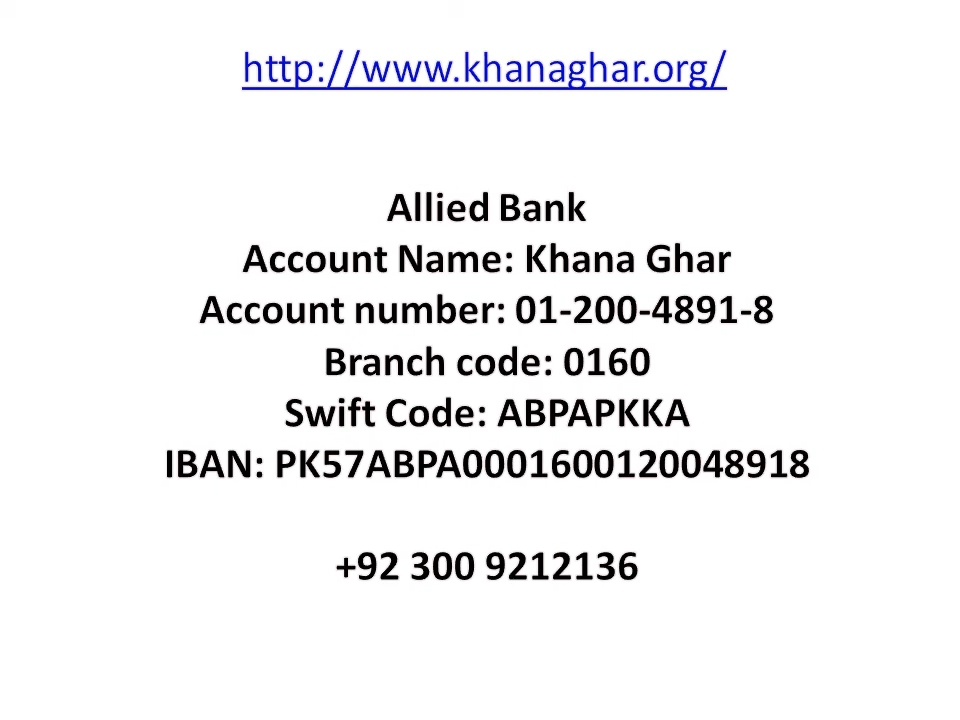 http://www.khanaghar.org/
Allied Bank
Account Name: Khana Ghar
Account number: 01-200-4891-8
Branch code: 0160
Swift Code: ABPAPKKA
IBAN: PK57ABPA0001600120048918
+92 300 9212136